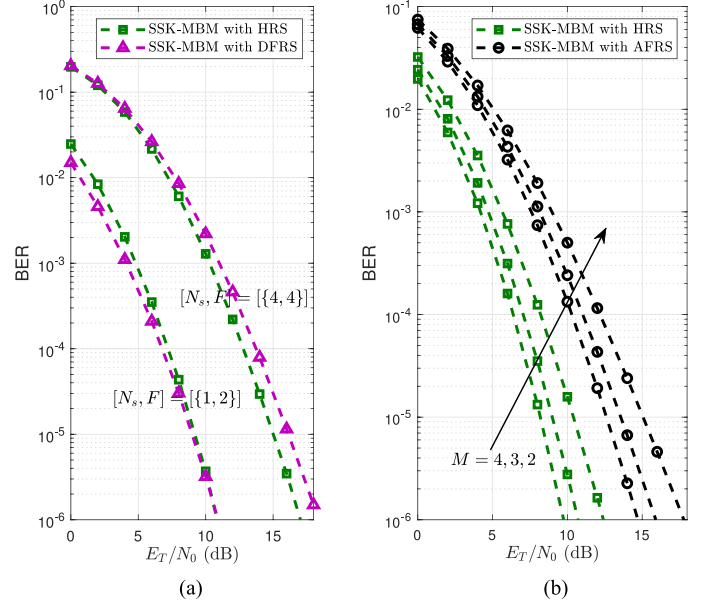 (a)
SSK-MBM with HRS
SSK-MBM with DFRS
10^0
10^-1
10^-2
10^-3
10^-4
10^-5
10^-6
BER
[N_s, F] = [{4, 4}]
[N_s, F] = [{1, 2}]
0 5 10 15
E_T/N_0 (dB)
(a)
(b)
SSK-MBM with HRS
SSK-MBM with AFRS
10^-1
10^-2
10^-3
10^-4
10^-5
10^-6
BER
M = 4, 3, 2
0 5 10 15
E_T/N_0 (dB)
(b)